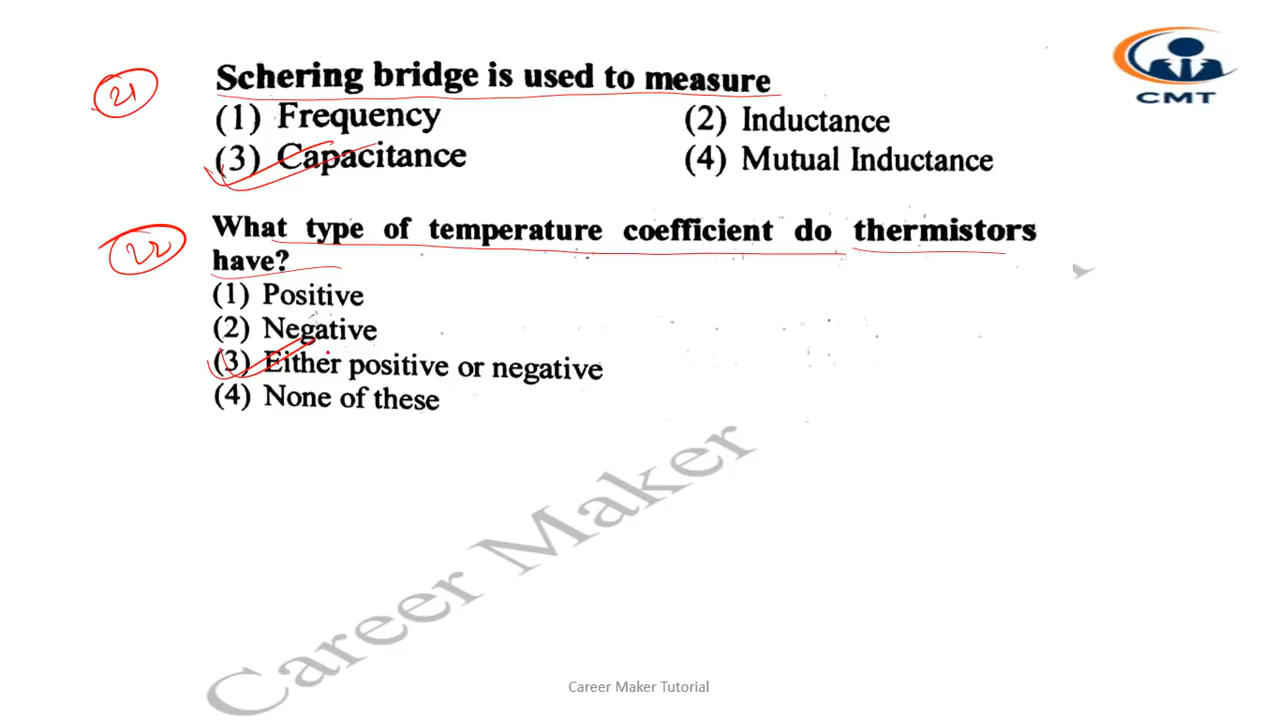 CMT
21
Schering bridge is used to measure
(1) Frequency (2) Inductance
(3) Capacitance (4) Mutual Inductance
22
What type of temperature coefficient do thermistors
have?
(1) Positive
(2) Negative
(3) Either positive or negative
(4) None of these
Career Maker
Career Maker Tutorial